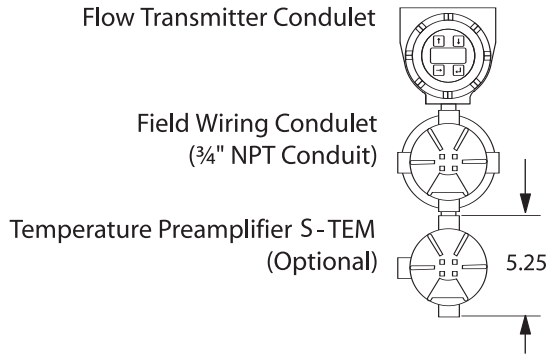 Flow Transmitter Condulet
Field Wiring Condulet
(¾" NPT Conduit)
Temperature Preamplifier S-TEM
(Optional)
5.25